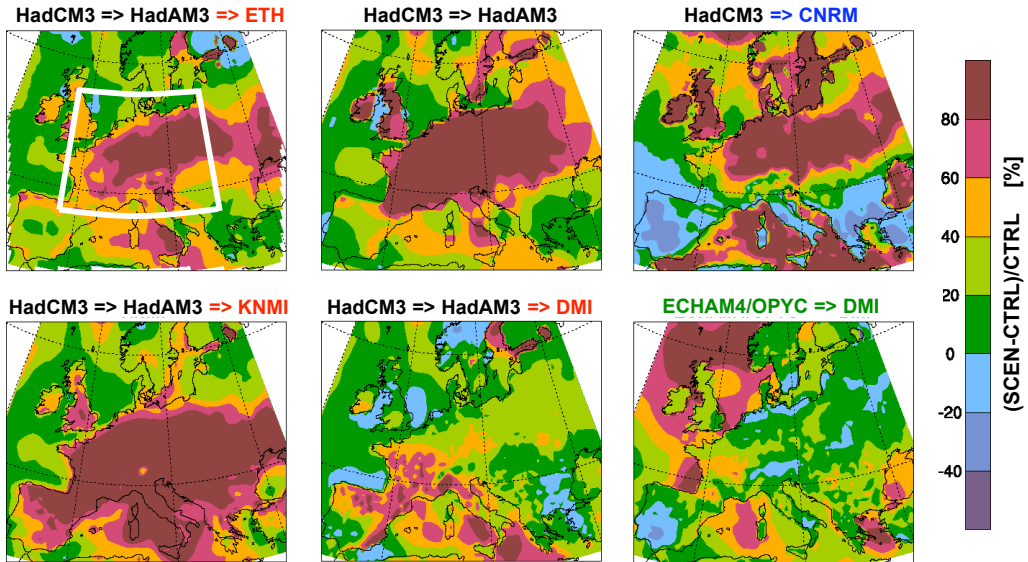 HadCM3 => HadAM3 => ETH
HadCM3 => HadAM3
HadCM3 => CNRM
HadCM3 => HadAM3 => KNMI
HadCM3 => HadAM3 => DMI
ECHAM4/OPYC => DMI
80
60
40
20
0
-20
-40
(SCEN-CTRL)/CTRL [%]